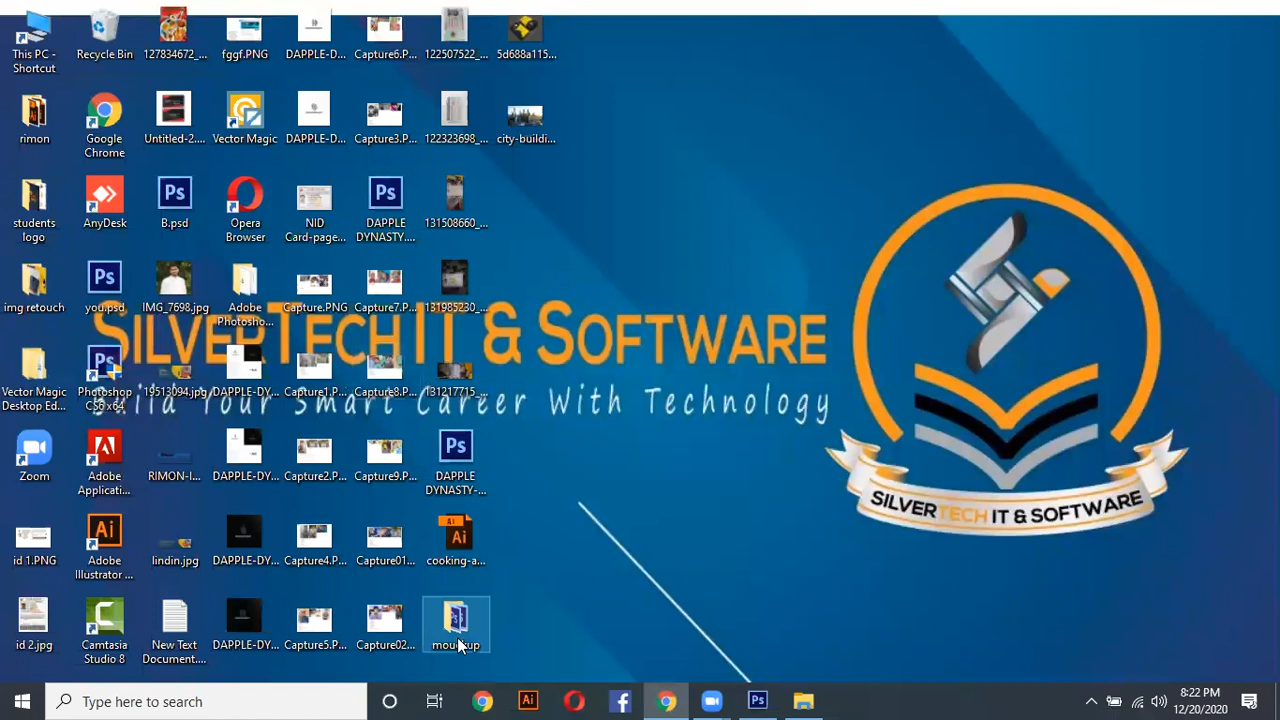 This PC - Shortcut
Recycle Bin
127834672_...
fggf.PNG
DAPPLE-D...
Capture6.P...
122507522_...
5d688a115...
rimon
Google Chrome
Untitled-2....
Vector Magic
DAPPLE-D...
Capture3.P...
122323698_...
city-buildi...
students logo
AnyDesk
B.psd
Opera Browser
NID Card-page...
DAPPLE DYNASTY....
131508660_...
img retouch
you.psd
IMG_7698.jpg
Adobe Photosho...
Capture.PNG
Capture7.P...
131985230_...
SILVERTECH IT & SOFTWARE
Vector Magic Desktop Ed...
Photoshop CS6 x64
19513094.jpg
DAPPLE-DY...
Capture1.P...
Capture8.P...
131217715_...
Your Smart Career With Technology
Zoom
Adobe Applicati...
RIMON-I...
DAPPLE-DY...
Capture2.P...
Capture9.P...
DAPPLE DYNASTY-...
SILVERTECH IT & SOFTWARE
id 1.PNG
Adobe Illustrator ...
lindin.jpg
DAPPLE-DY...
Capture4.P...
Capture01...
cooking-a...
id 2.jpg
Camtasia Studio 8
New Text Document....
DAPPLE-DY...
Capture5.P...
Capture02...
Type here to search
8:22 PM
12/20/2020